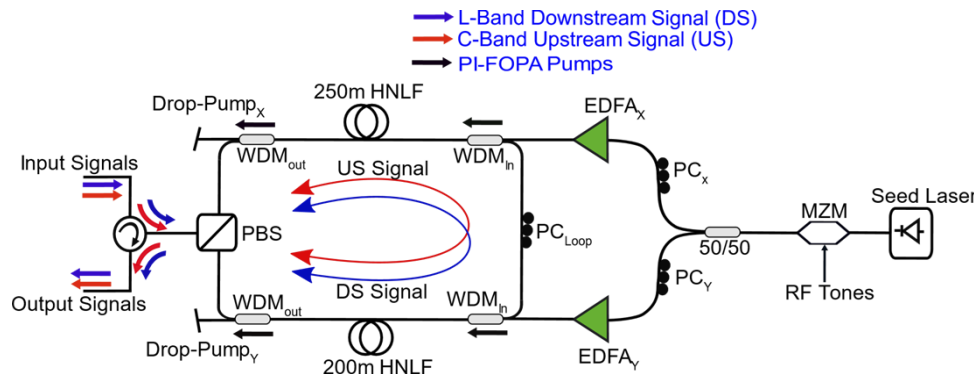 L-Band Downstream Signal (DS)
C-Band Upstream Signal (US)
PI-FOPA Pumps
250m HNLF
EDFAX
Drop-PumpX
WDMout
WDMIn
PCX
Input Signals
US Signal
Seed Laser
MZM
PBS
PCLoop
50/50
DS Signal
RF Tones
Output Signals
WDMout
WDMIn
PCY
Drop-PumpY
200m HNLF
EDFAY